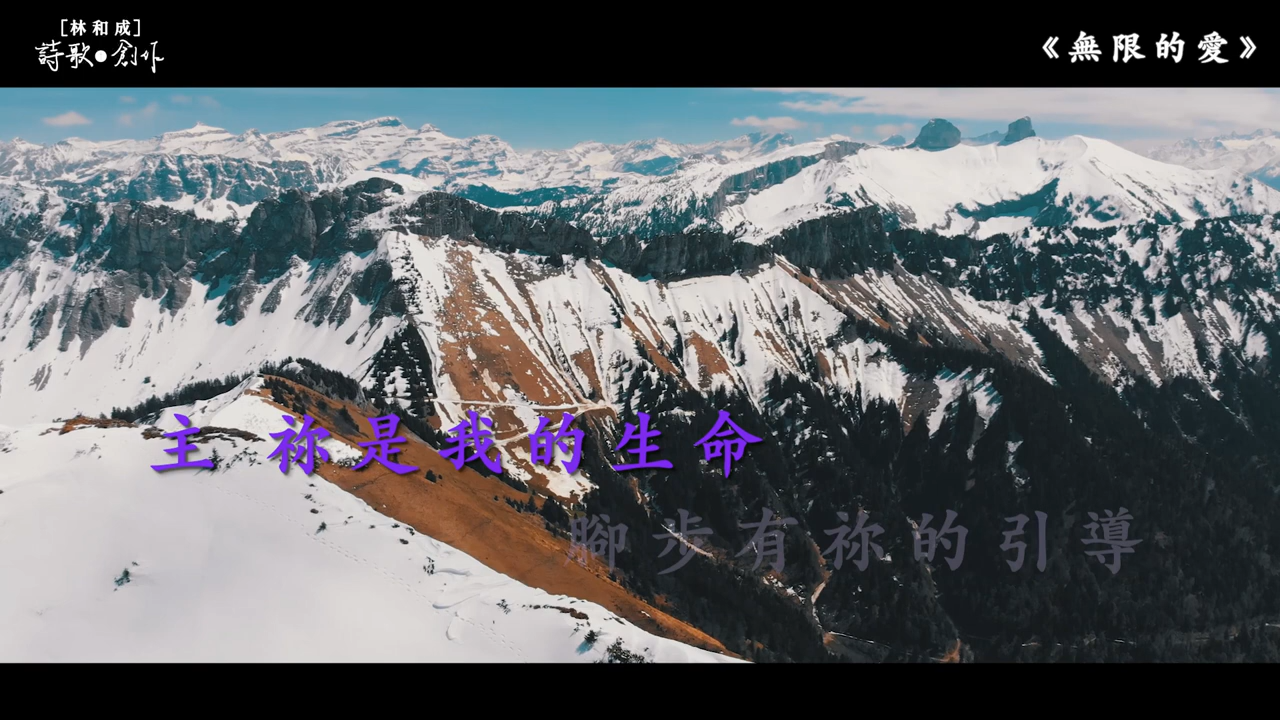 [林和成]
詩歌●創作
《無限的愛》
主 祢是我的生命
腳步有祢的引導